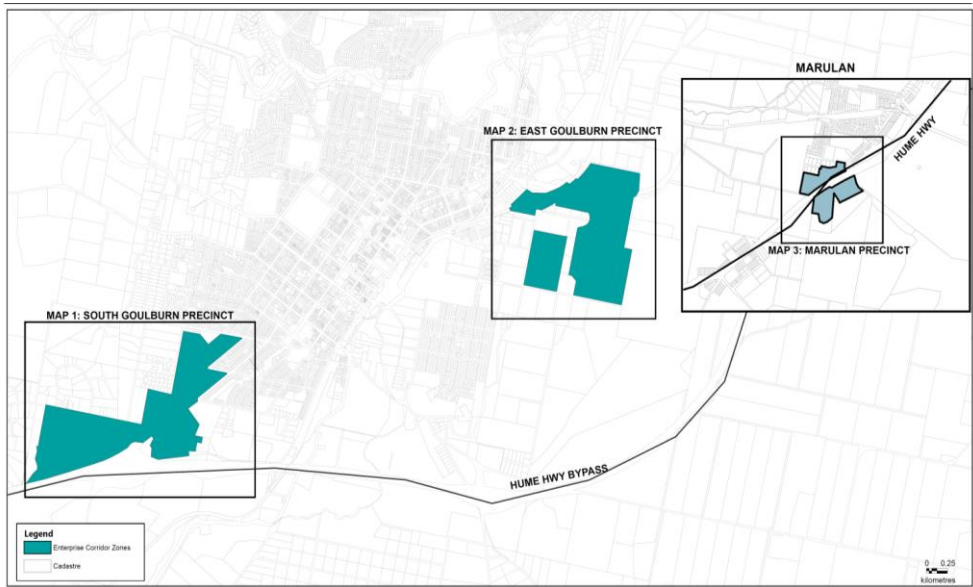 MARULAN
HUME HWY
MAP 2: EAST GOULBURN PRECINCT
MAP 3: MARULAN PRECINCT
MAP 1: SOUTH GOULBURN PRECINCT
HUME HWY BYPASS
Legend
Enterprise Corridor Zones
Cadastre
0 0.25
kilometres